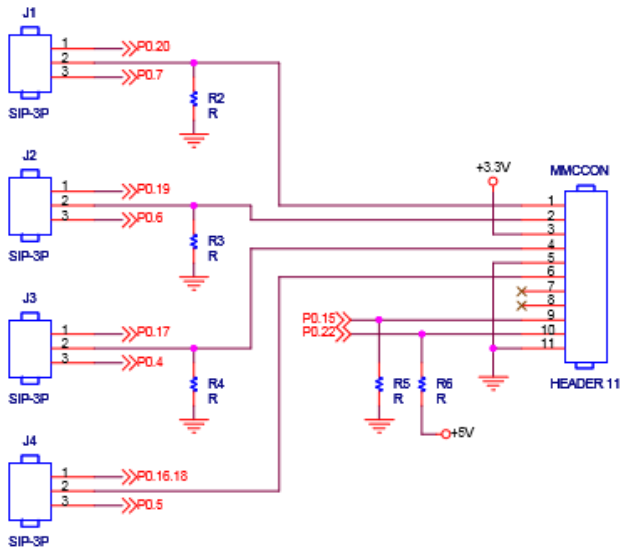 J1
1 P0.20
2
3 P0.7
SIP-3P
R2
R
J2
1 P0.19
2
3 P0.6
SIP-3P
R3
R
J3
1 P0.17
2
3 P0.4
SIP-3P
R4
R
J4
1 P0.16.18
2
3 P0.5
SIP-3P
+3.3V
MMCCON
1
2
3
4
5
6
7
8
9
10
11
HEADER 11
P0.15
P0.22
R5
R
R6
R
+5V